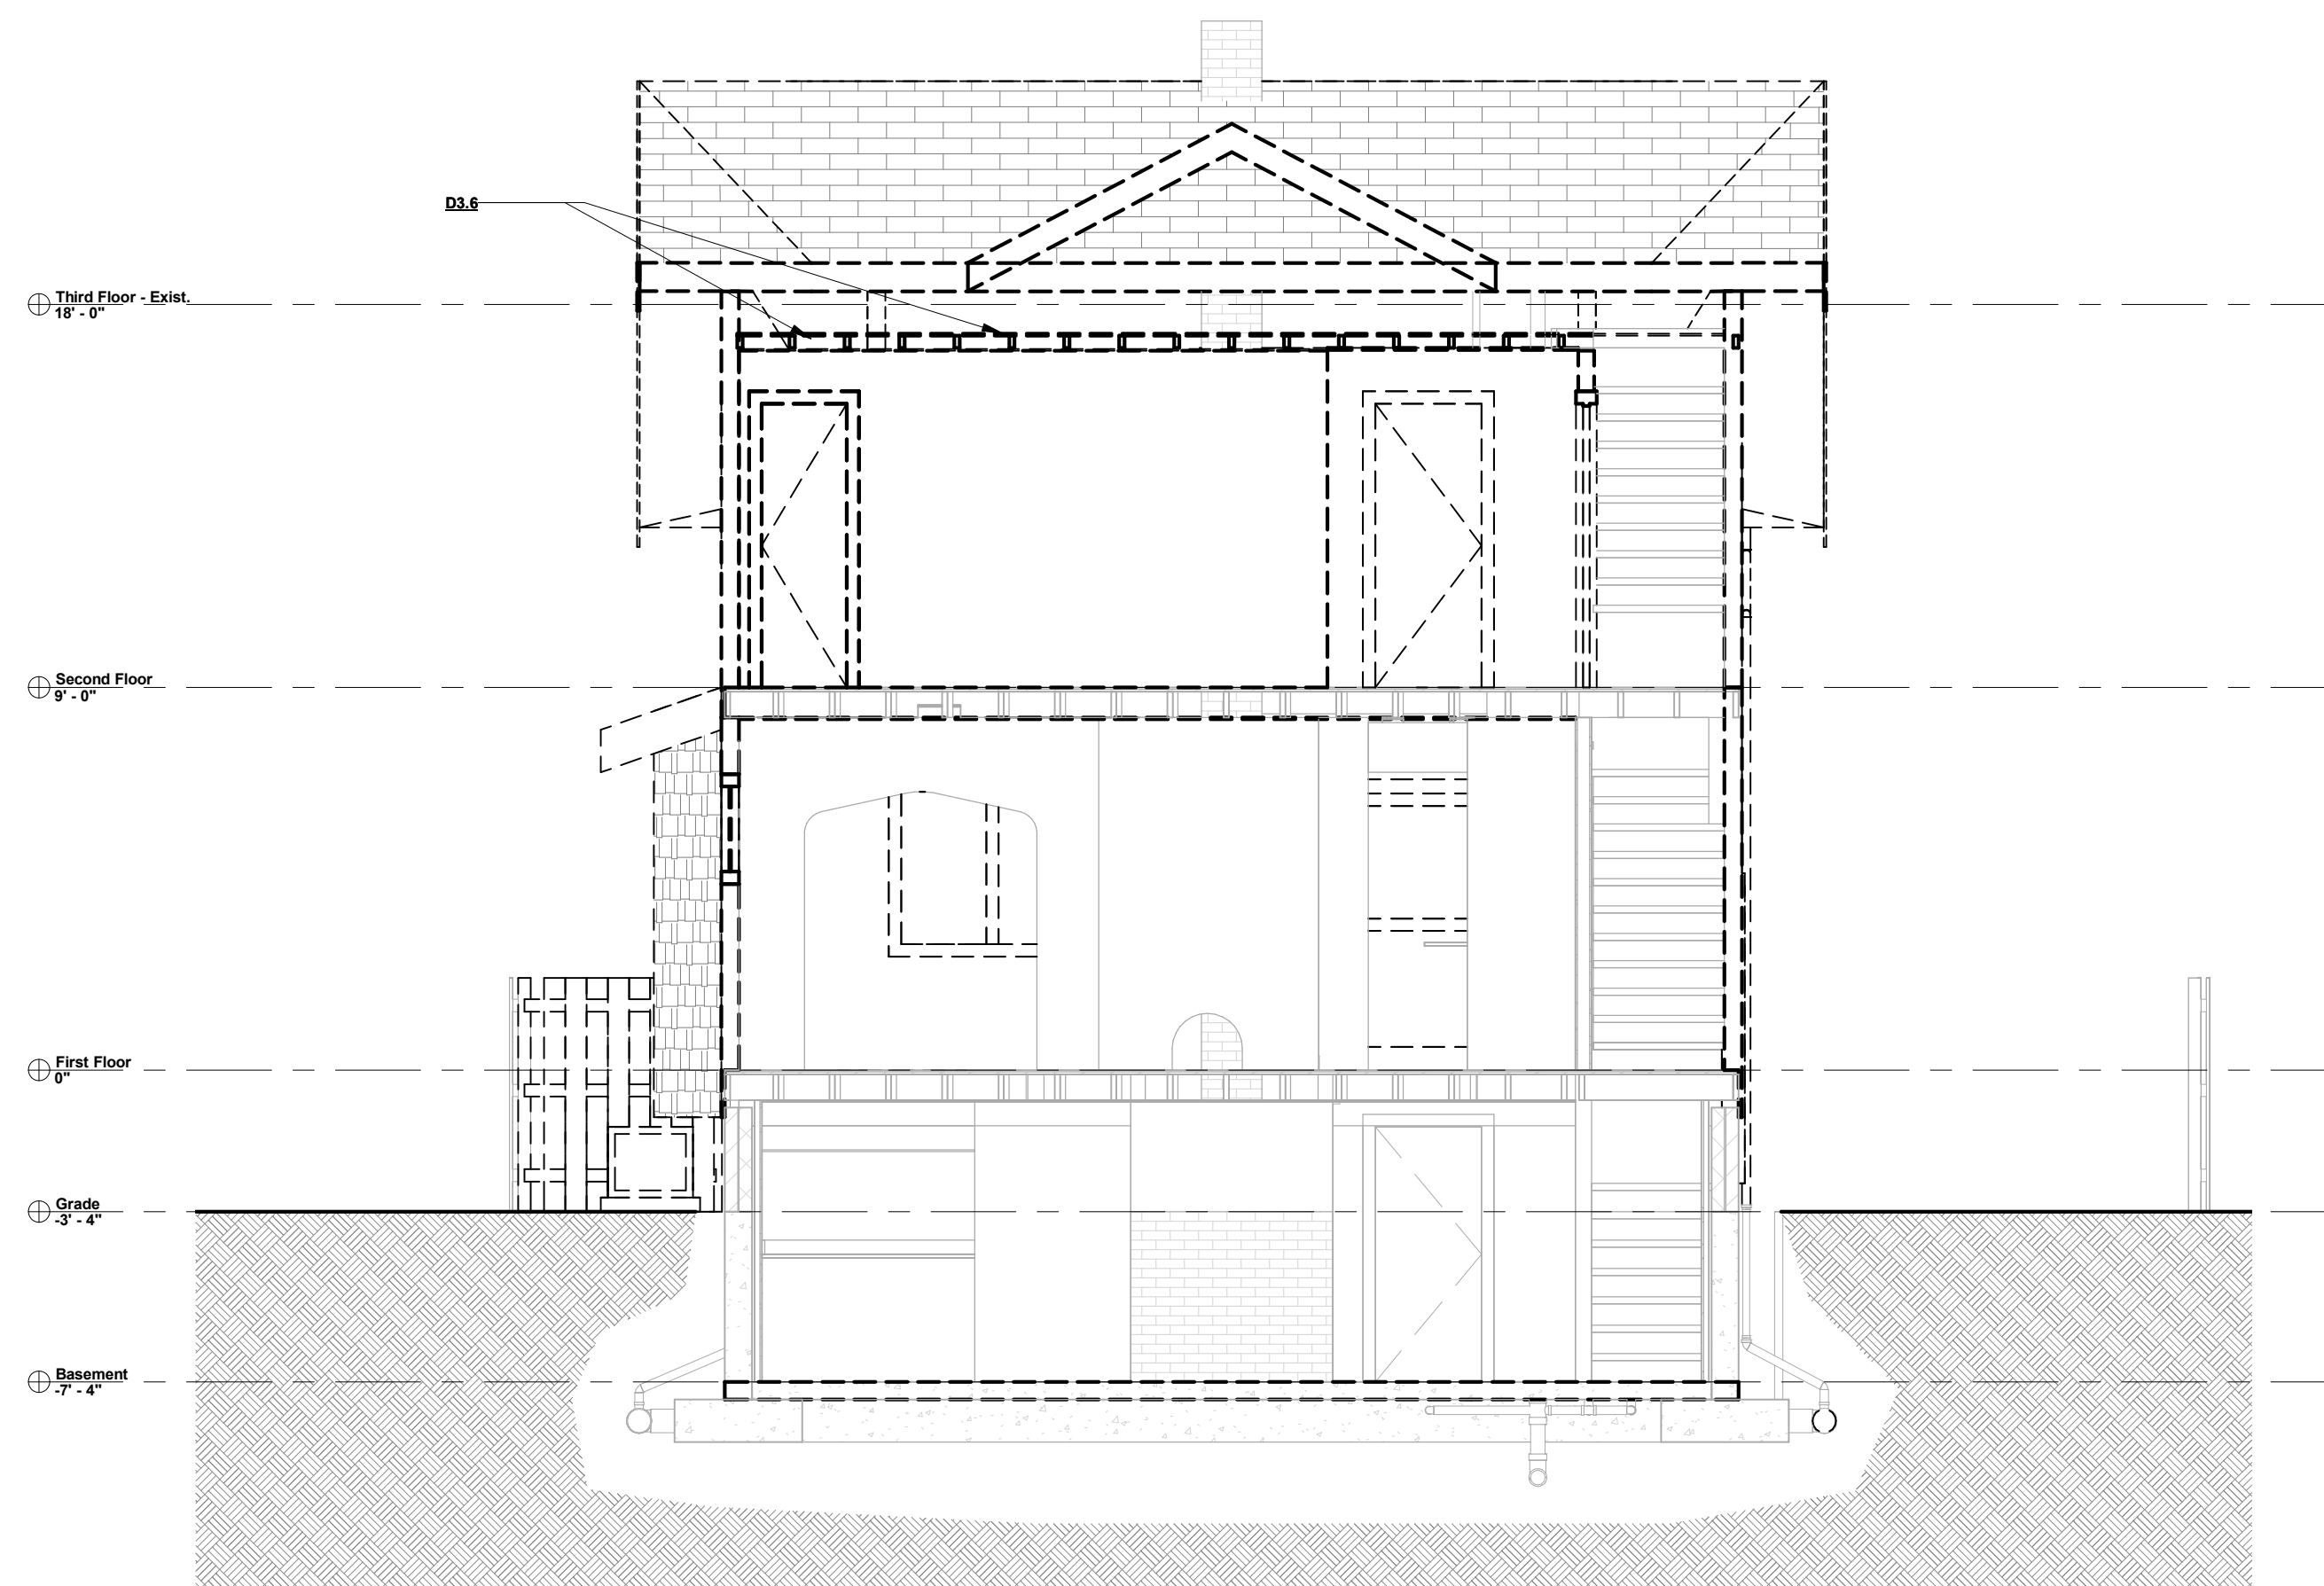 D3.6
Third Floor - Exist.
18' - 0"
Second Floor
9' - 0"
First Floor
0"
Grade
-3' - 4"
Basement
-7' - 4"